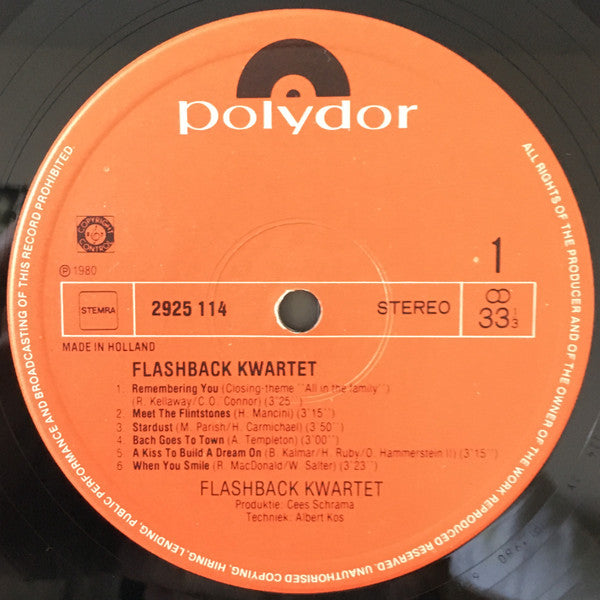 polydor
COPYRIGHT
CONTROL
℗ 1980
1
STEMRA
2925 114
STEREO
33 1/3
MADE IN HOLLAND
FLASHBACK KWARTET
1. Remembering You (Closing-theme ''All in the family'')
(R. Kellaway/C.O. Connor) (3'25'')
2. Meet The Flintstones (H. Mancini) (3'15'')
3 Stardust (M. Parish/H. Carmichael) (3'50'')
4 Bach Goes To Town (A. Templeton) (3'00'')
5 A Kiss To Build A Dream On (B. Kalmar/H. Ruby/O. Hammerstein II) (3'15'')
6 When You Smile (R. MacDonald/W. Salter) (3'23'')
FLASHBACK KWARTET
Produktie: Cees Schrama
Techniek: Albert Kos
ALL RIGHTS OF THE PRODUCER AND OF THE OWNER OF THE WORK REPRODUCED RESERVED. UNAUTHORISED COPYING, HIRING, LENDING, PUBLIC PERFORMANCE AND BROADCASTING OF THIS RECORD PROHIBITED.